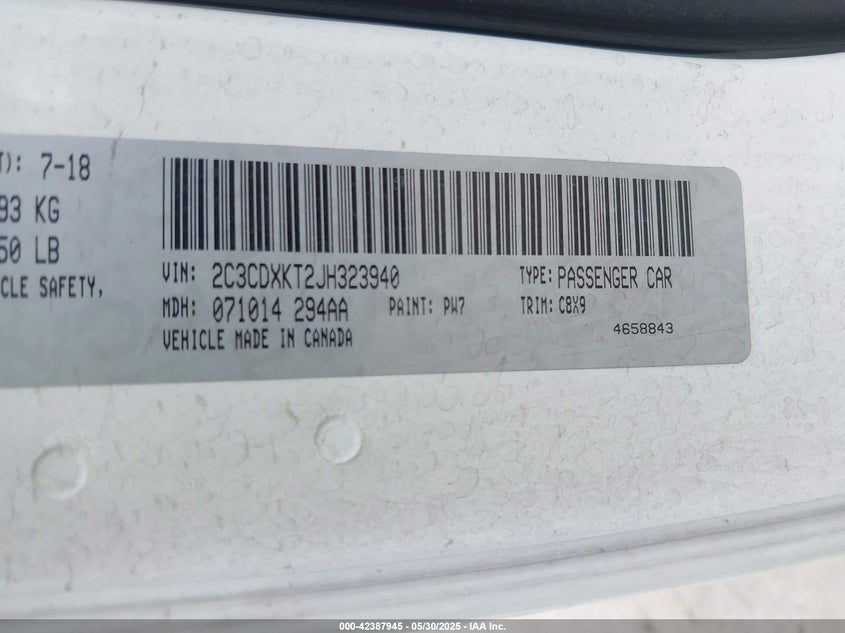 T): 7-18
93 KG
50 LB
CLE SAFETY,
VIN: 2C3CDXKT2JH323940 TYPE: PASSENGER CAR
MDH: 071014 294AA PAINT: PW7 TRIM: C8X9
VEHICLE MADE IN CANADA 4658843
000-42387945 - 05/30/2025 - IAA Inc.